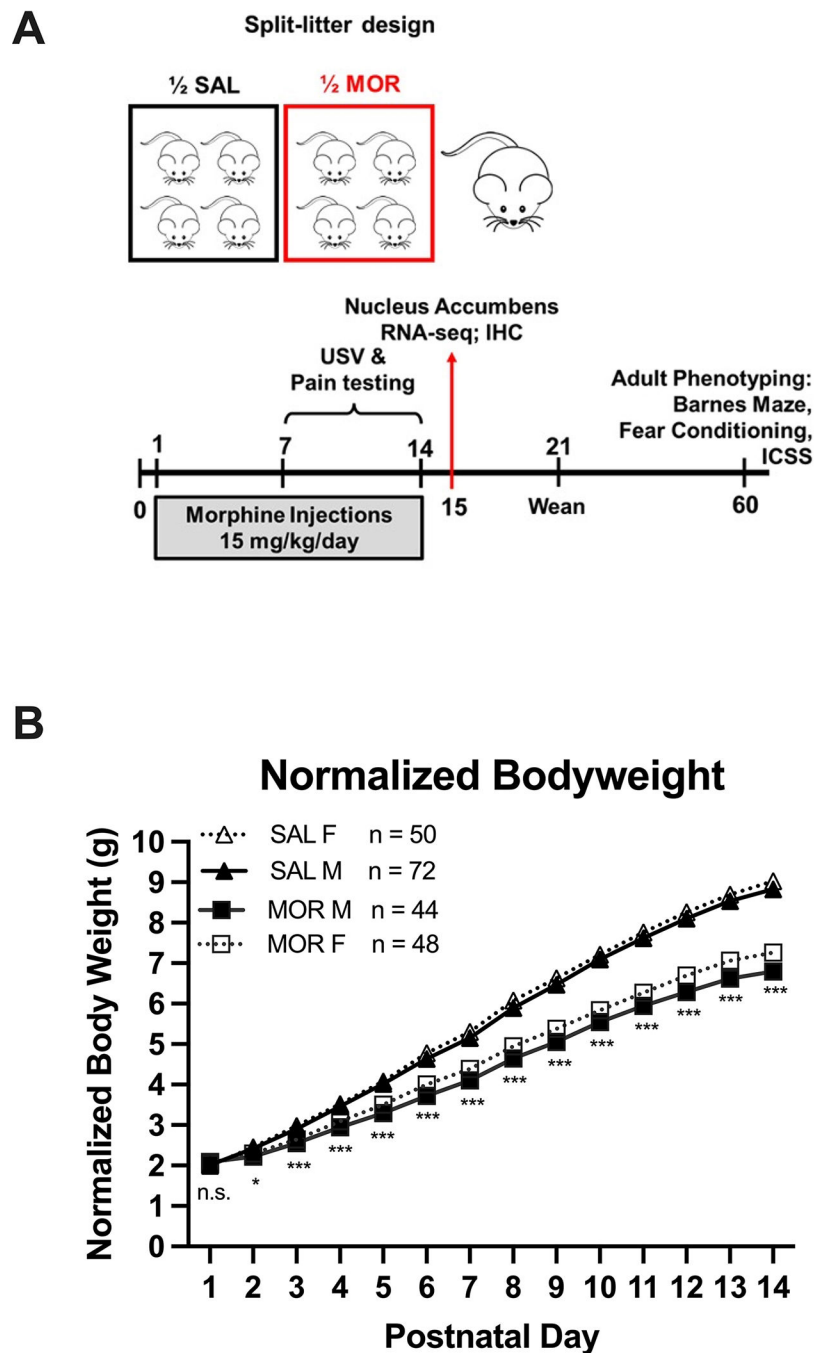 A
Split-litter design
½ SAL
½ MOR
Nucleus Accumbens
RNA-seq; IHC
USV &
Pain testing
Adult Phenotyping:
Barnes Maze,
Fear Conditioning,
ICSS
1
7
14
21
0
15
Wean
60
Morphine Injections
15 mg/kg/day
B
Normalized Bodyweight
SAL F n = 50
SAL M n = 72
MOR M n = 44
MOR F n = 48
Normalized Body Weight (g)
10
9
8
7
6
5
4
3
2
1
0
n.s.
*
***
***
***
***
***
***
***
***
***
***
***
***
1 2 3 4 5 6 7 8 9 10 11 12 13 14
Postnatal Day